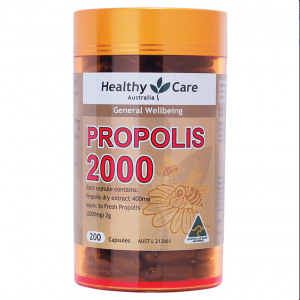 Healthy Care
Australia
General Wellbeing
PROPOLIS
2000
Each capsule contains:
Propolis dry extract 400mg
equiv. to Fresh Propolis
(2000mg) 2g
200 Capsules AUST L 212661